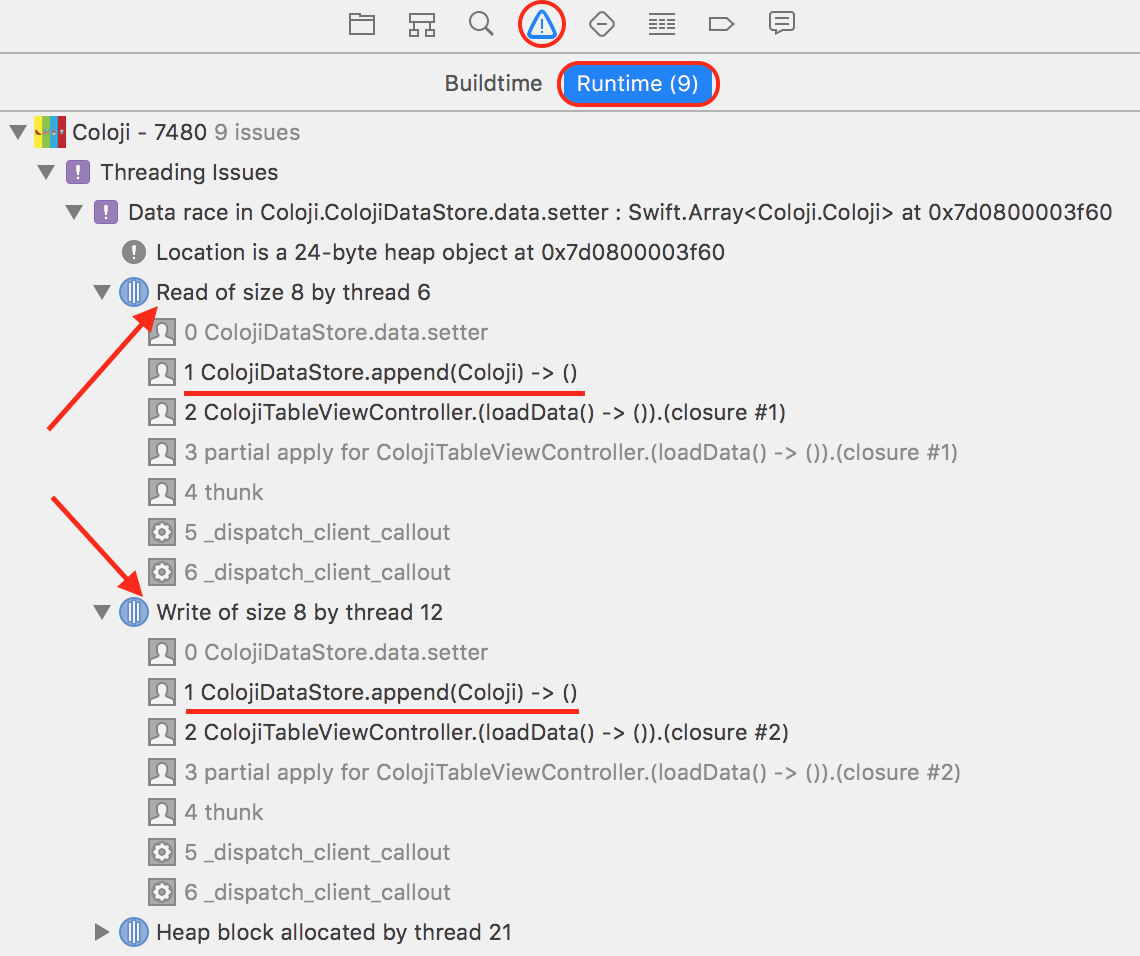 Buildtime Runtime (9)
Coloji - 7480 9 issues
Threading Issues
Data race in Coloji.ColojiDataStore.data.setter : Swift.Array<Coloji.Coloji> at 0x7d0800003f60
Location is a 24-byte heap object at 0x7d0800003f60
Read of size 8 by thread 6
0 ColojiDataStore.data.setter
1 ColojiDataStore.append(Coloji) -> ()
2 ColojiTableViewController.(loadData() -> ()).(closure #1)
3 partial apply for ColojiTableViewController.(loadData() -> ()).(closure #1)
4 thunk
5 _dispatch_client_callout
6 _dispatch_client_callout
Write of size 8 by thread 12
0 ColojiDataStore.data.setter
1 ColojiDataStore.append(Coloji) -> ()
2 ColojiTableViewController.(loadData() -> ()).(closure #2)
3 partial apply for ColojiTableViewController.(loadData() -> ()).(closure #2)
4 thunk
5 _dispatch_client_callout
6 _dispatch_client_callout
Heap block allocated by thread 21